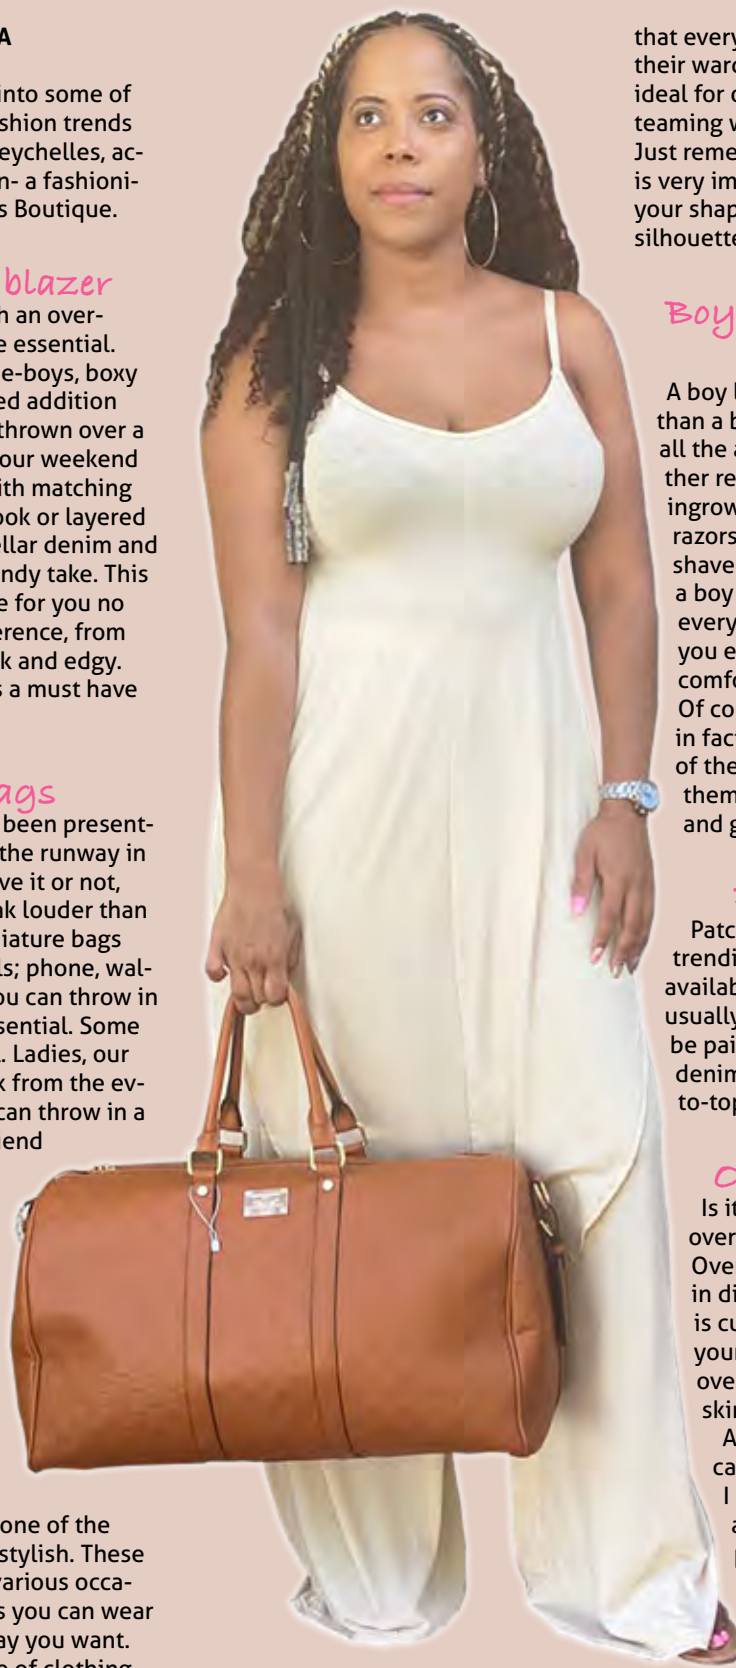 A
into some of
shion trends
eychelles, ac-
n- a fashioni-
s Boutique.
blazer
h an over-
e essential.
e-boys, boxy
ed addition
thrown over a
our weekend
ith matching
ook or layered
ellar denim and
ndy take. This
e for you no
erence, from
k and edgy.
s a must have
ags
been present-
the runway in
ve it or not,
ak louder than
iature bags
ls; phone, wal-
ou can throw in
sential. Some
. Ladies, our
k from the ev-
can throw in a
iend
one of the
stylish. These
various occa-
s you can wear
ay you want.
e of clothing
that every
their ward
ideal for
teaming
Just reme
is very im
your shap
silhouette
Boy
A boy
than a b
all the a
ther re
ingrow
razors
shave
a boy
every
you e
comfo
Of co
in fac
of the
them
and g
Patc
trendi
availab
usually
be pai
denim
to-top
O
Is it
over
Ove
in di
is cu
your
ove
skin
A
ca
I
a